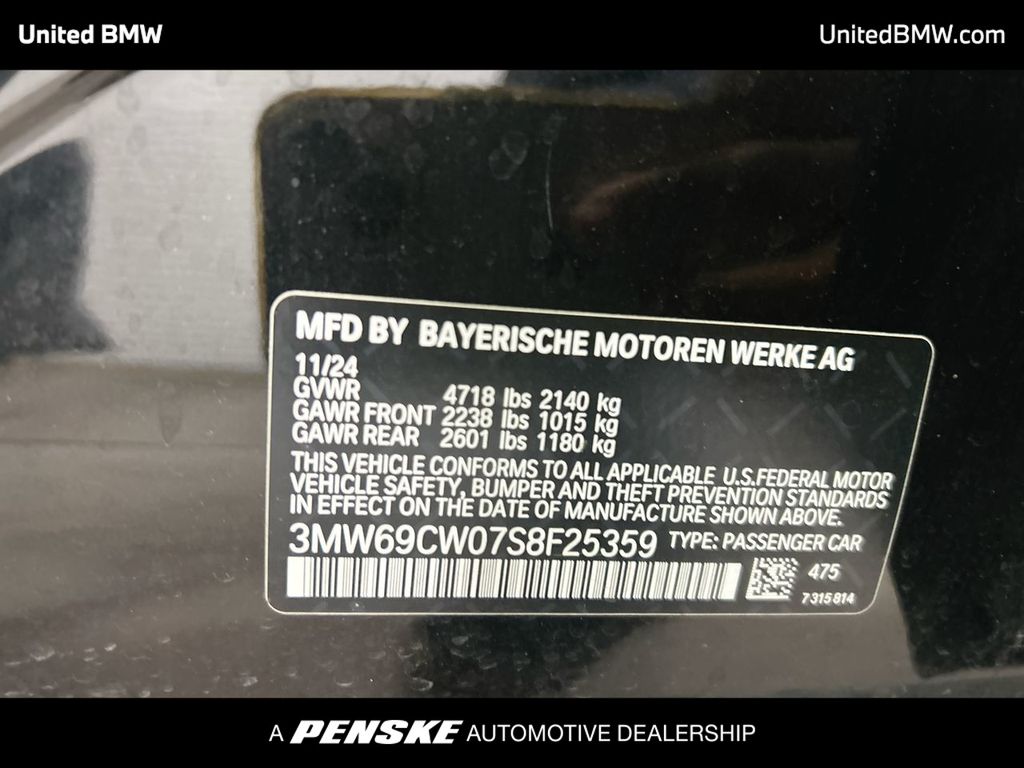 United BMW
UnitedBMW.com
MFD BY BAYERISCHE MOTOREN WERKE AG
11/24
GVWR 4718 lbs 2140 kg
GAWR FRONT 2238 lbs 1015 kg
GAWR REAR 2601 lbs 1180 kg
THIS VEHICLE CONFORMS TO ALL APPLICABLE U.S.FEDERAL MOTOR
VEHICLE SAFETY, BUMPER AND THEFT PREVENTION STANDARDS
IN EFFECT ON THE DATE OF MANUFACTURE SHOWN ABOVE.
3MW69CW07S8F25359 TYPE: PASSENGER CAR
475
7315814
A PENSKE AUTOMOTIVE DEALERSHIP